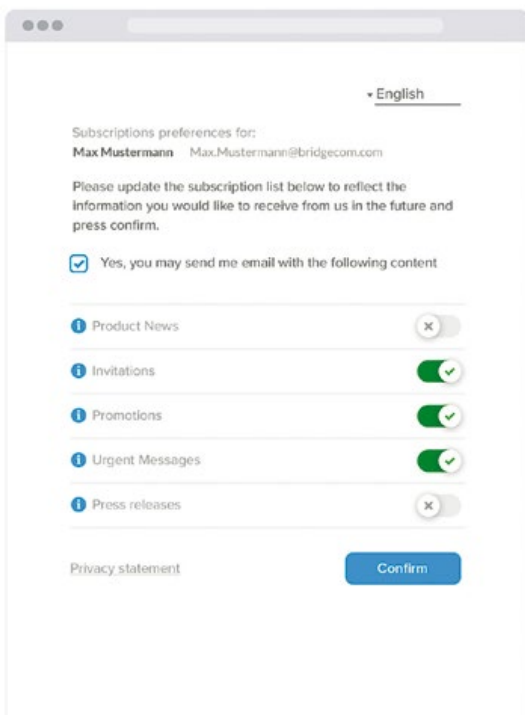 English
Subscriptions preferences for:
Max Mustermann Max.Mustermann@bridgecom.com
Please update the subscription list below to reflect the
information you would like to receive from us in the future and
press confirm.
Yes, you may send me email with the following content
Product News
Invitations
Promotions
Urgent Messages
Press releases
Privacy statement Confirm